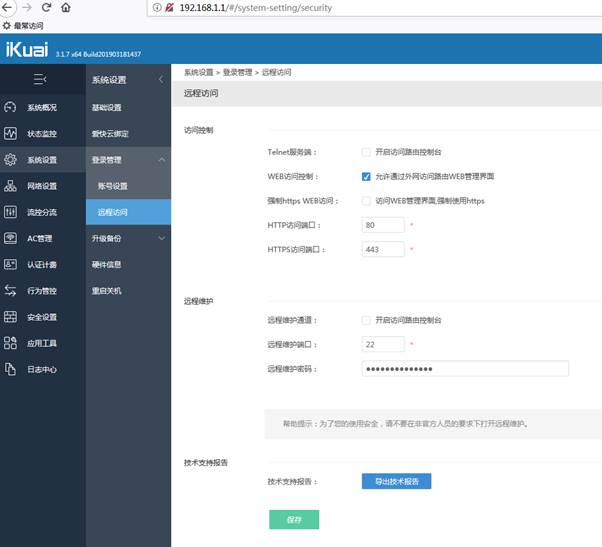 192.168.1.1/#/system-setting/security
最常访问
iKuai 3.1.7 x64 Build201903181437
系统概况
状态监控
系统设置
网络设置
流控分流
AC管理
认证计费
行为管控
安全设置
应用工具
日志中心
系统设置
基础设置
爱快云绑定
登录管理
账号设置
远程访问
升级备份
硬件信息
重启关机
系统设置 > 登录管理 > 远程访问
远程访问
访问控制
Telnet服务端： 开启访问路由控制台
WEB访问控制： 允许通过外网访问路由WEB管理界面
强制https WEB访问： 访问WEB管理界面,强制使用https
HTTP访问端口： 80 *
HTTPS访问端口： 443 *
远程维护
远程维护通道： 开启访问路由控制台
远程维护端口： 22 *
远程维护密码： ●●●●●●●●●●●●●●
帮助提示：为了您的使用安全，请不要在非官方人员的要求下打开远程维护。
技术支持报告
技术支持报告： 导出技术报告
保存